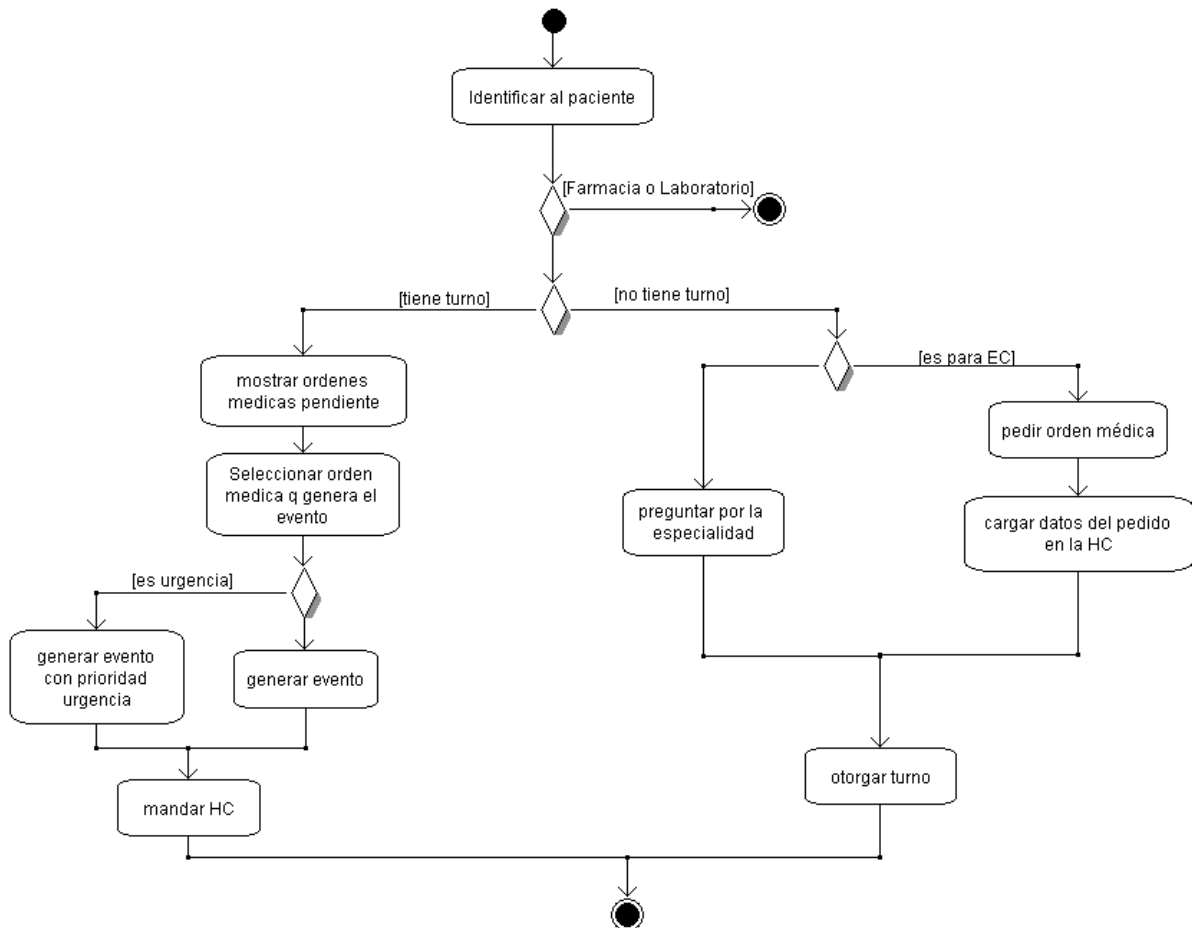 Identificar al paciente
[Farmacia o Laboratorio]
[tiene turno]
[no tiene turno]
[es para EC]
mostrar ordenes
medicas pendiente
pedir orden médica
Seleccionar orden
medica q genera el
evento
preguntar por la
especialidad
cargar datos del pedido
en la HC
[es urgencia]
generar evento
con prioridad
urgencia
generar evento
mandar HC
otorgar turno